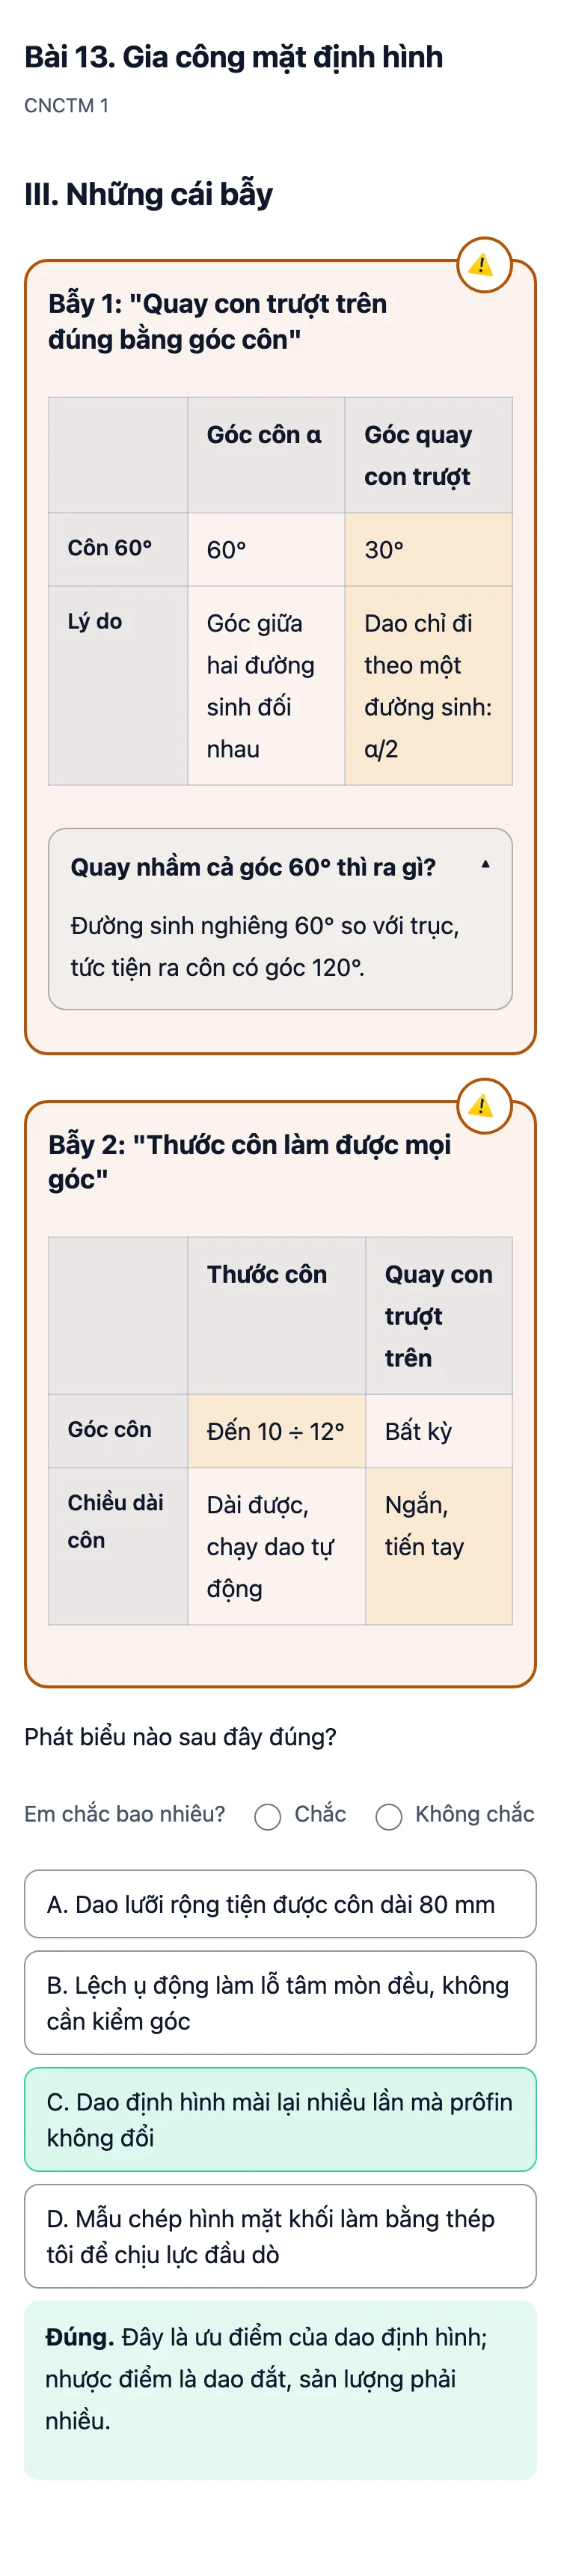 Bài 13. Gia công mặt định hình
CNCTM 1
III. Những cái bẫy
Bẫy 1: "Quay con trượt trên
đúng bằng góc côn"
Góc côn α
Góc quay
con trượt
Côn 60°
60°
30°
Lý do
Góc giữa
hai đường
sinh đối
nhau
Dao chỉ đi
theo một
đường sinh:
α/2
Quay nhầm cả góc 60° thì ra gì?
Đường sinh nghiêng 60° so với trục,
tức tiện ra côn có góc 120°.
Bẫy 2: "Thước côn làm được mọi
góc"
Thước côn
Quay con
trượt
trên
Góc côn
Đến 10 ÷ 12°
Bất kỳ
Chiều dài
côn
Dài được,
chạy dao tự
động
Ngắn,
tiến tay
Phát biểu nào sau đây đúng?
Em chắc bao nhiêu? Chắc Không chắc
A. Dao lưỡi rộng tiện được côn dài 80 mm
B. Lệch ụ động làm lỗ tâm mòn đều, không
cần kiểm góc
C. Dao định hình mài lại nhiều lần mà prôfin
không đổi
D. Mẫu chép hình mặt khối làm bằng thép
tôi để chịu lực đầu dò
Đúng. Đây là ưu điểm của dao định hình;
nhược điểm là dao đắt, sản lượng phải
nhiều.